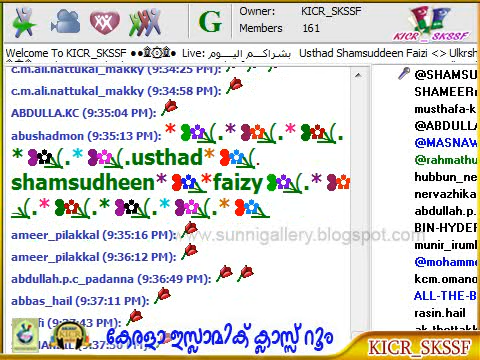 Owner: KICR_SKSSF
Members 161
G
KICR_SKSSF
Welcome To KICR_SKSSF Live: بشراكم اليوم Usthad Shamsuddeen Faizi <> Ulkrsh
c.m.ali.nattukal_makky (9:34:25 PM):
c.m.ali.nattukal_makky (9:34:58 PM):
ABDULLA.KC (9:35:04 PM):
abushadmon (9:35:13 PM):
usthad
shamsudheen* faizy
ameer_pilakkal (9:35:16 PM):
www.sunnigallery.blogspot.com
ameer_pilakkal (9:36:12 PM):
abdullah.p.c_padanna (9:36:49 PM):
abbas_hail (9:37:11 PM):
@SHAMSU
SHAMEER
musthafa-k
@ABDULL
@MASNAV
@rahmathu
hubbun_ne
nervazhika
abdullah.p
BIN-HYDER
munir_iruml
@mohamme
kcm.omano
ALL-THE-B
rasin.hail
ak.thottakk
കേരളാ ഇസ്ലാമിക് ക്ലാസ്സ് റൂം
KICR_SKSSF